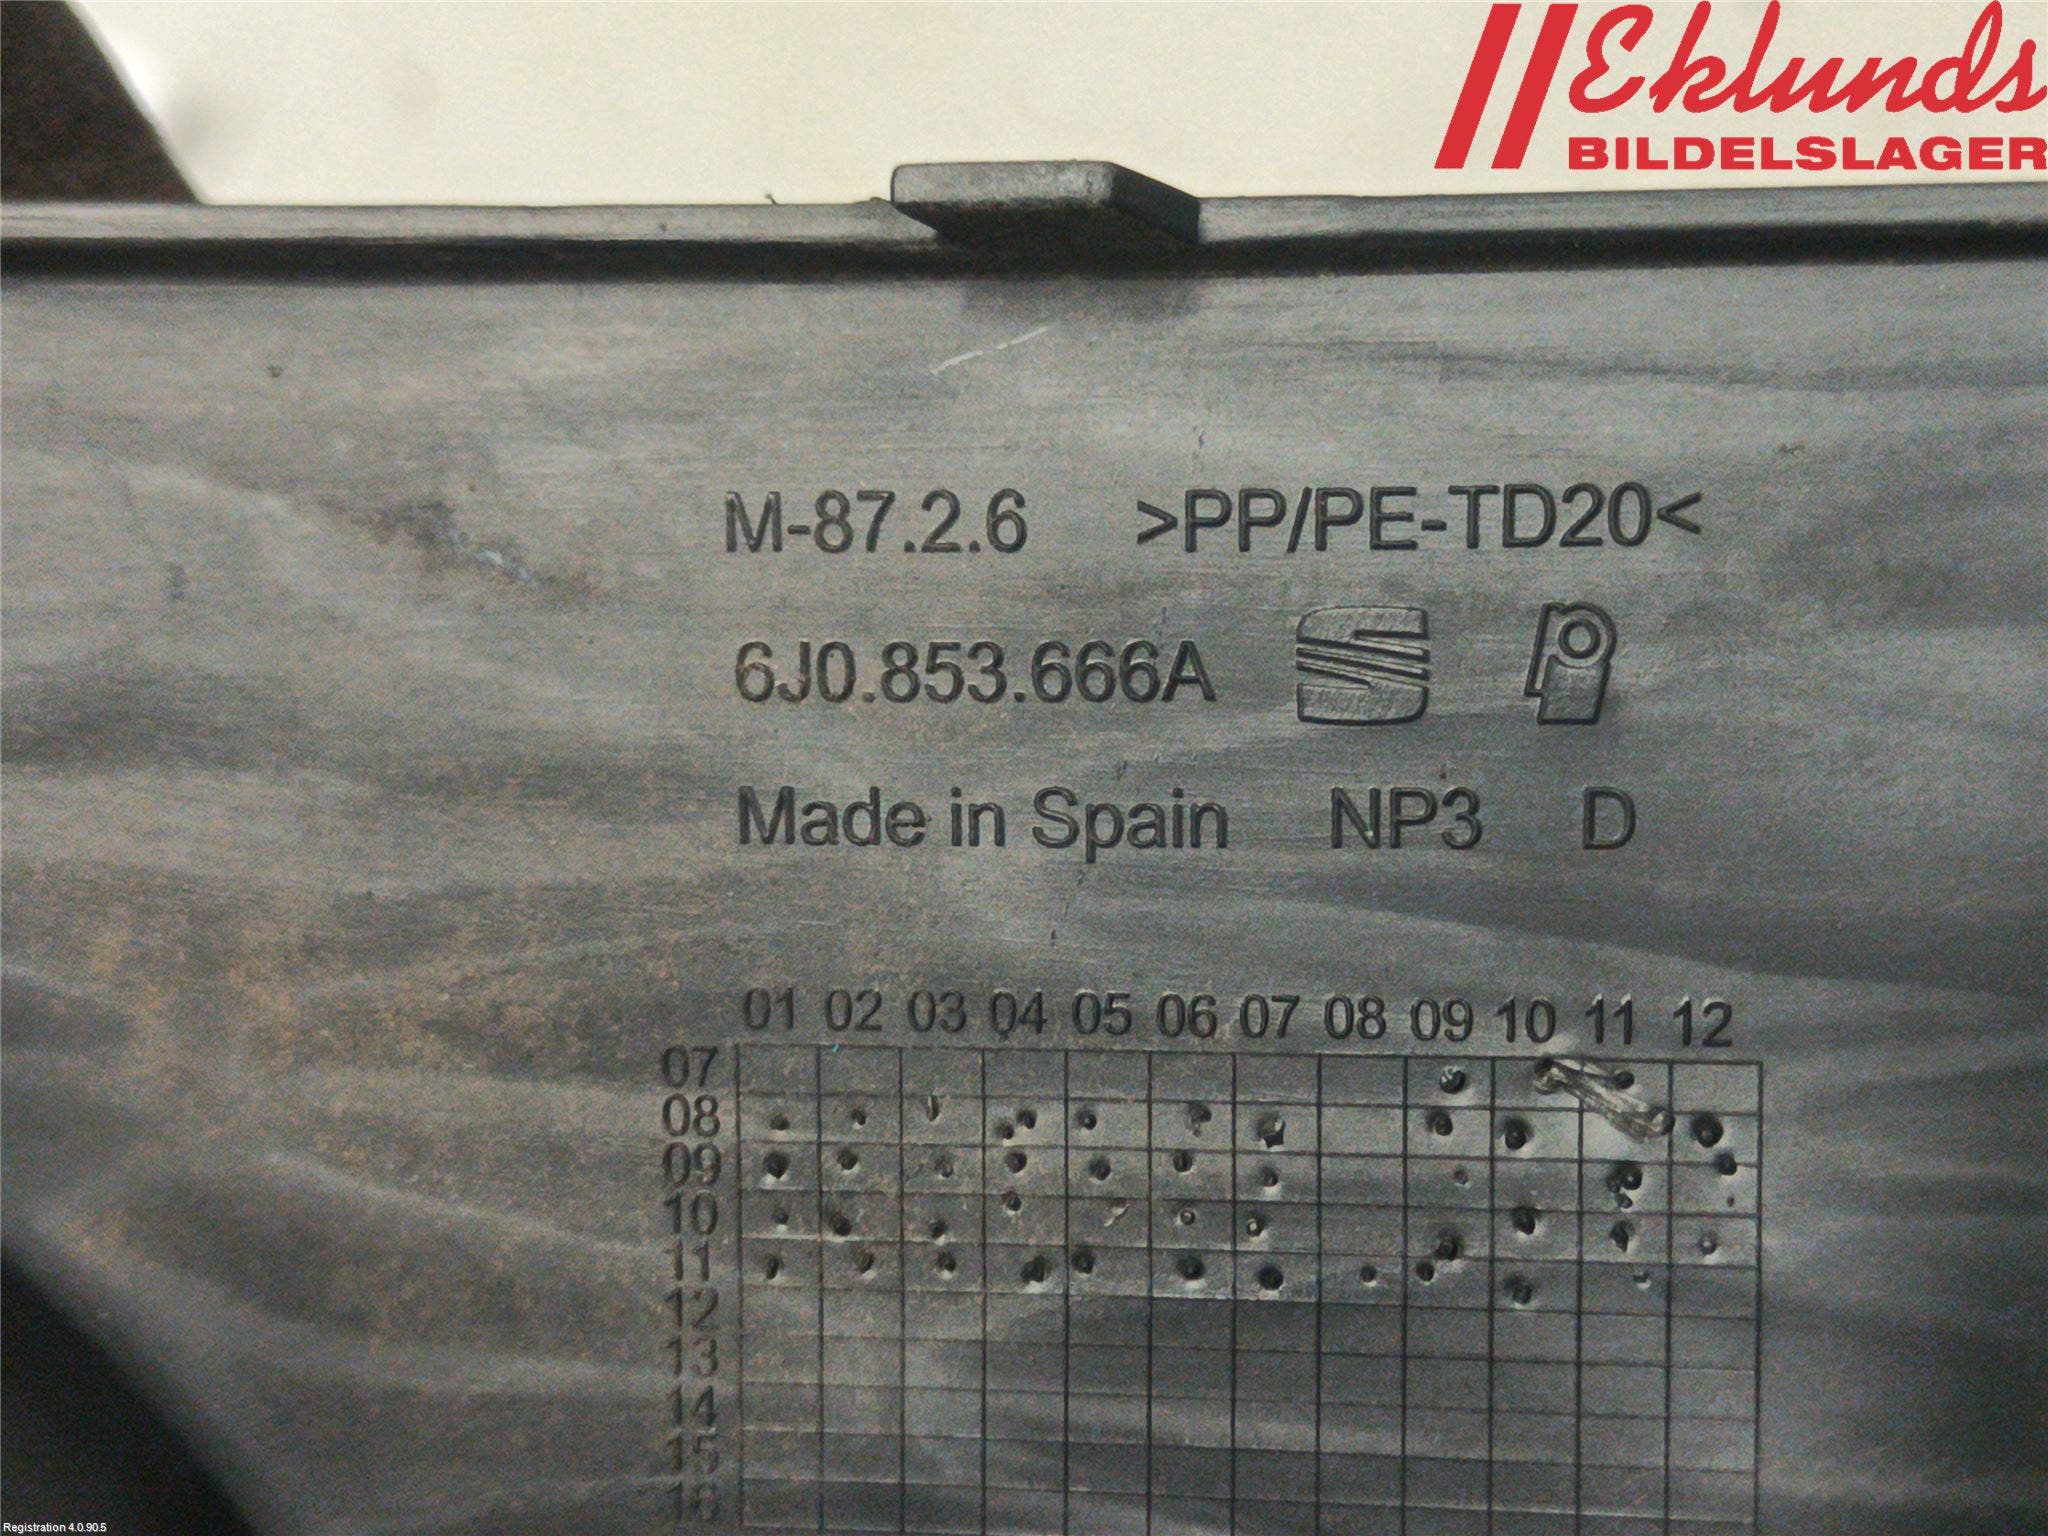 Eklunds
BILDELSLAGER
M-87.2.6 >PP/PE-TD20<
6J0.853.666A
Made in Spain NP3 D
01 02 03 04 05 06 07 08 09 10 11 12
07
08
09
10
11
12
13
14
15
16
Registration 4.0.90.5